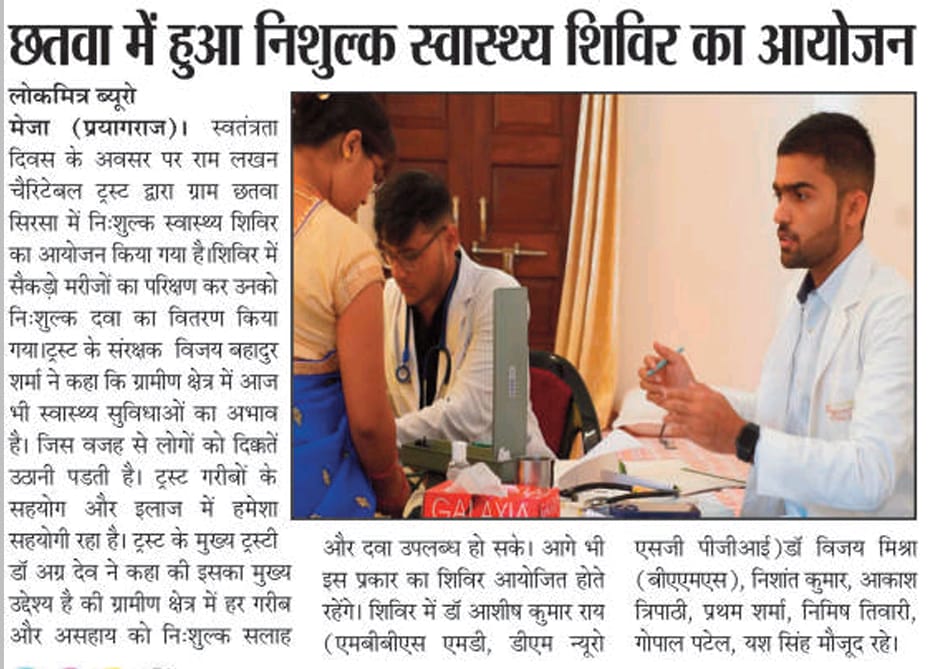 छतवा में हुआ निशुल्क स्वास्थ्य शिविर का आयोजन
लोकमित्र ब्यूरो
मेजा (प्रयागराज)। स्वतंत्रता
दिवस के अवसर पर राम लखन
चैरिटेबल ट्रस्ट द्वारा ग्राम छतवा
सिरसा में निःशुल्क स्वास्थ्य शिविर
का आयोजन किया गया है।शिविर में
सैकड़ो मरीजों का परिक्षण कर उनको
निःशुल्क दवा का वितरण किया
गया।ट्रस्ट के संरक्षक विजय बहादुर
शर्मा ने कहा कि ग्रामीण क्षेत्र में आज
भी स्वास्थ्य सुविधाओं का अभाव
है। जिस वजह से लोगों को दिक्कतें
उठानी पडती है। ट्रस्ट गरीबों के
सहयोग और इलाज में हमेशा
सहयोगी रहा है। ट्रस्ट के मुख्य ट्रस्टी
डॉ अग्र देव ने कहा की इसका मुख्य
उद्देश्य है की ग्रामीण क्षेत्र में हर गरीब
और असहाय को निःशुल्क सलाह
और दवा उपलब्ध हो सके। आगे भी
इस प्रकार का शिविर आयोजित होते
रहेंगे। शिविर में डॉ आशीष कुमार राय
(एमबीबीएस एमडी, डीएम न्यूरो
एसजी पीजीआई)डॉ विजय मिश्रा
(बीएएमएस), निशांत कुमार, आकाश
त्रिपाठी, प्रथम शर्मा, निमिष तिवारी,
गोपाल पटेल, यश सिंह मौजूद रहे।
GALAXIA